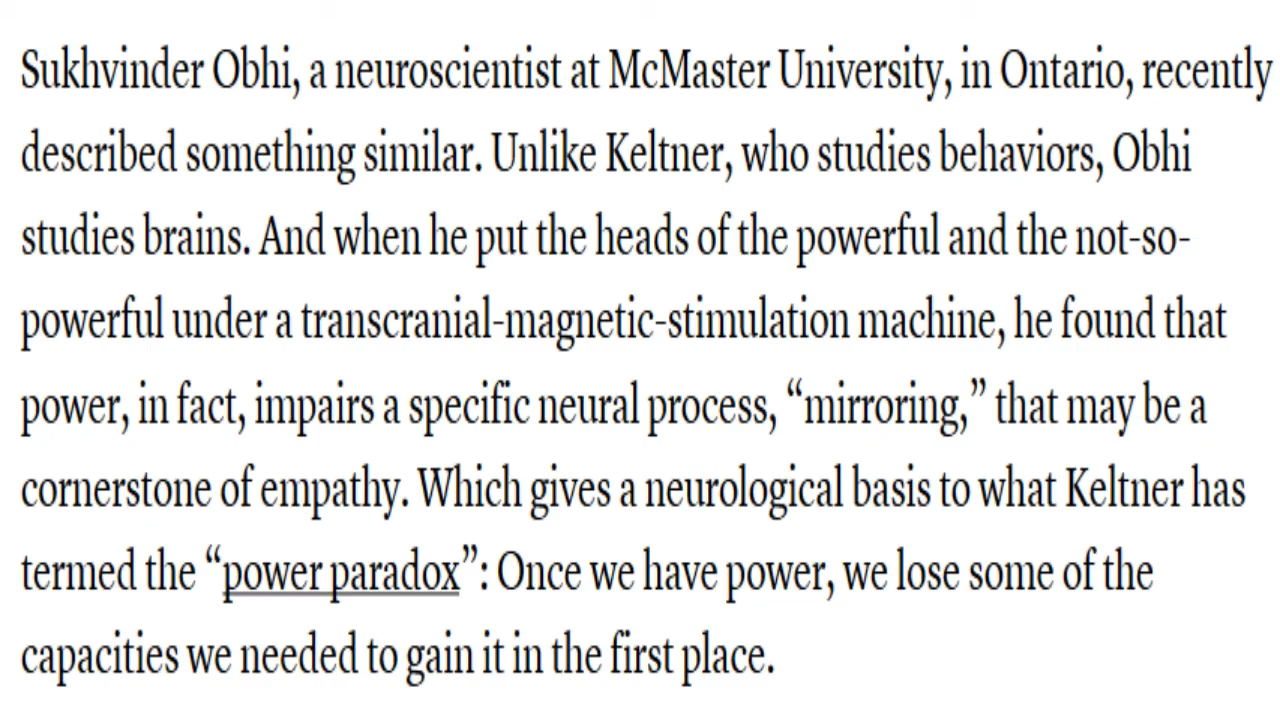 Sukhvinder Obhi, a neuroscientist at McMaster University, in Ontario, recently
described something similar. Unlike Keltner, who studies behaviors, Obhi
studies brains. And when he put the heads of the powerful and the not-so-
powerful under a transcranial-magnetic-stimulation machine, he found that
power, in fact, impairs a specific neural process, “mirroring,” that may be a
cornerstone of empathy. Which gives a neurological basis to what Keltner has
termed the “power paradox”: Once we have power, we lose some of the
capacities we needed to gain it in the first place.